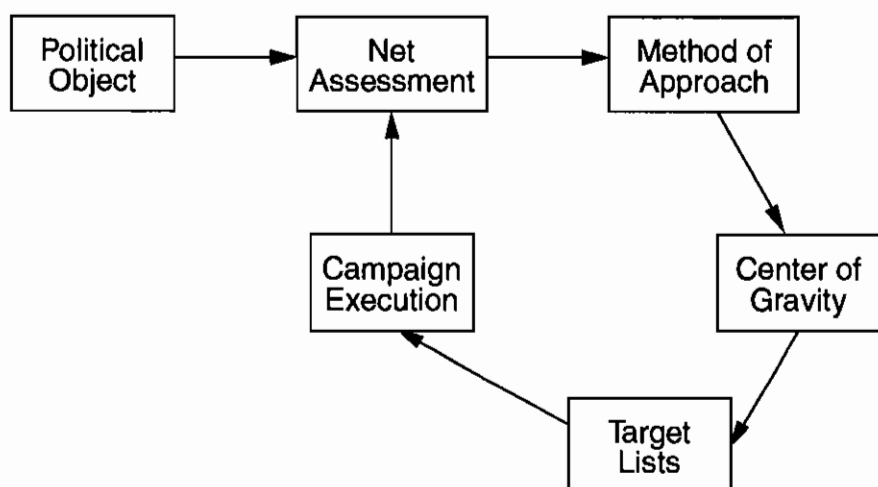 Political
Object
Net
Assessment
Method of
Approach
Center of
Gravity
Target
Lists
Campaign
Execution